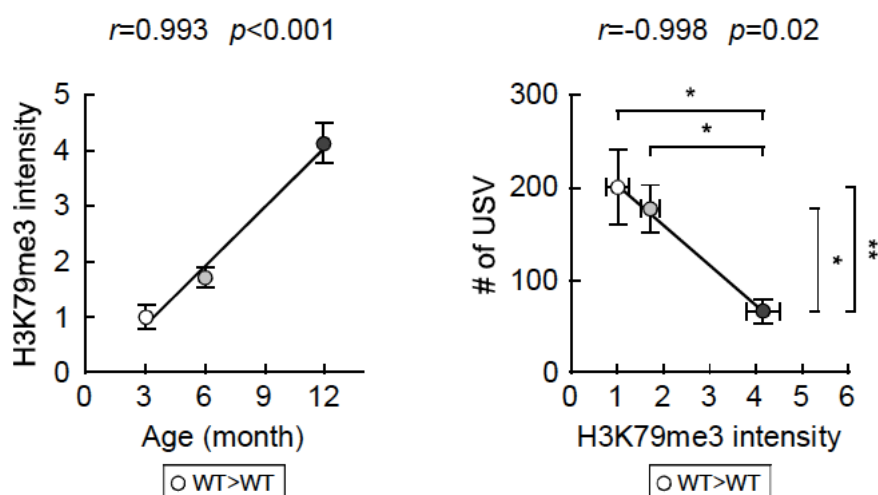 r=0.993 p<0.001
H3K79me3 intensity
5
4
3
2
1
0
0 3 6 9 12
Age (month)
WT>WT
r=-0.998 p=0.02
# of USV
300
200
100
0
*
*
*
**
0 1 2 3 4 5 6
H3K79me3 intensity
WT>WT